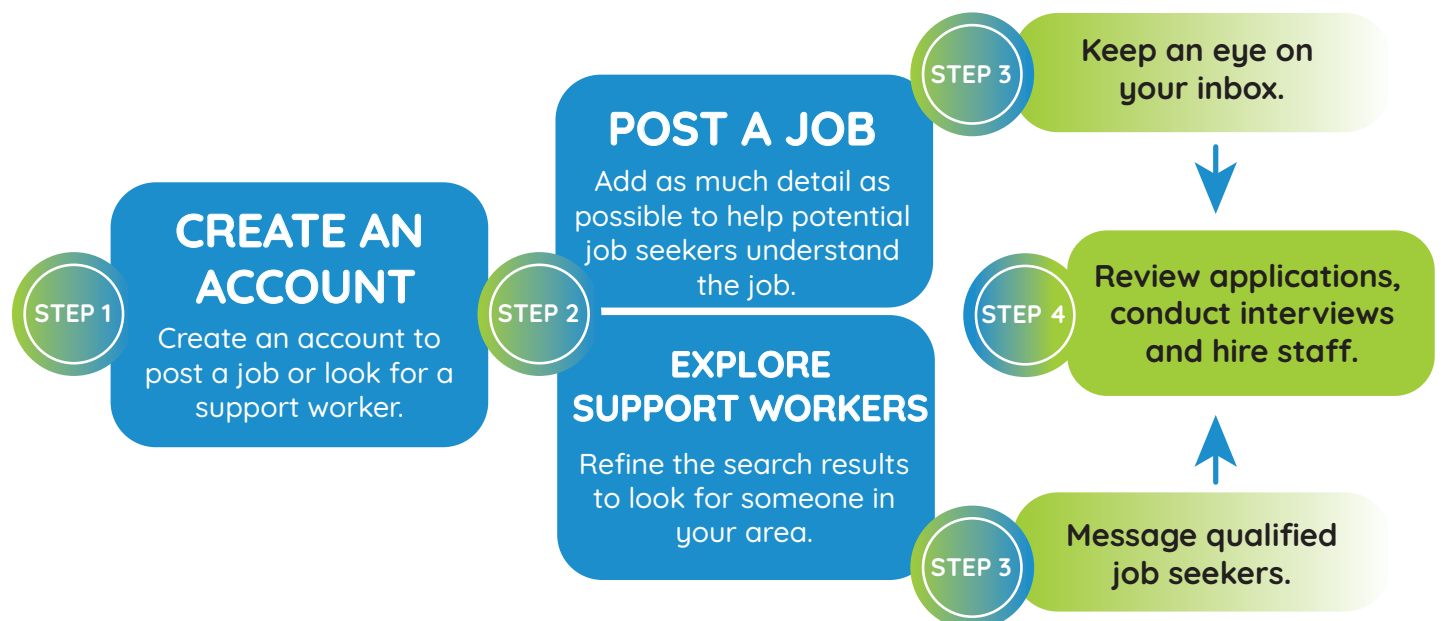 STEP 1
CREATE AN
ACCOUNT
Create an account to
post a job or look for a
support worker.
STEP 2
POST A JOB
Add as much detail as
possible to help potential
job seekers understand
the job.
EXPLORE
SUPPORT WORKERS
Refine the search results
to look for someone in
your area.
STEP 3
Keep an eye on
your inbox.
STEP 3
Message qualified
job seekers.
STEP 4
Review applications,
conduct interviews
and hire staff.